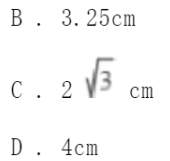 B . 3.25cm
C . 2 √3 cm
D . 4cm